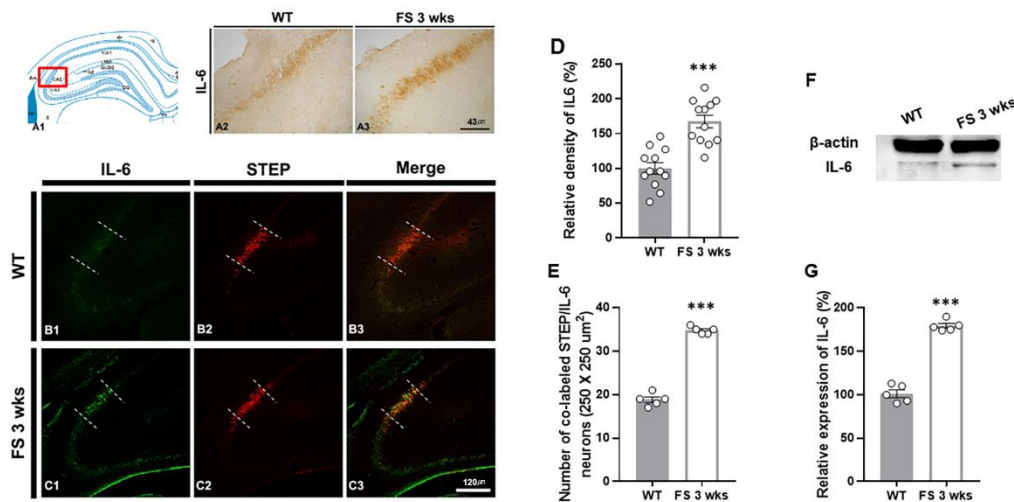 WT
FS 3 wks
IL-6
CA1
CA2
A1
A2
A3
43μm
IL-6
STEP
Merge
WT
B1
B2
B3
FS 3 wks
C1
C2
C3
120μm
D
Relative density of IL6 (%)
250
200
150
100
50
0
***
WT
FS 3 wks
E
Number of co-labeled STEP/IL-6
neurons (250 X 250 um²)
40
30
20
10
0
***
WT
FS 3 wks
F
WT
FS 3 wks
β-actin
IL-6
G
Relative expression of IL-6 (%)
200
150
100
50
0
***
WT
FS 3 wks